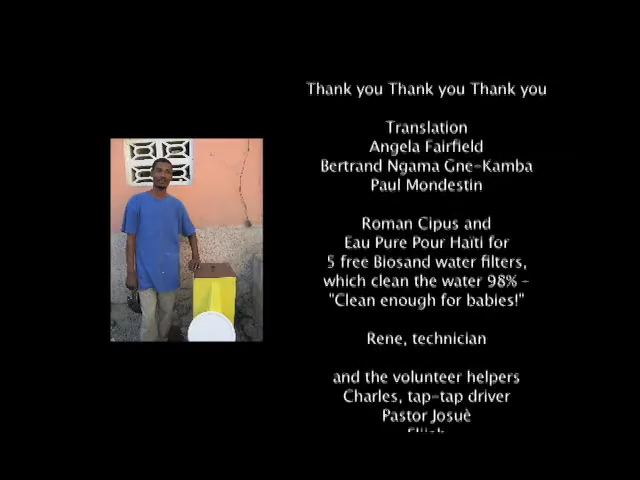 Thank you Thank you Thank you
Translation
Angela Fairfield
Bertrand Ngama Gne-Kamba
Paul Mondestin
Roman Cipus and
Eau Pure Pour Haïti for
5 free Biosand water filters,
which clean the water 98% -
"Clean enough for babies!"
Rene, technician
and the volunteer helpers
Charles, tap-tap driver
Pastor Josuè